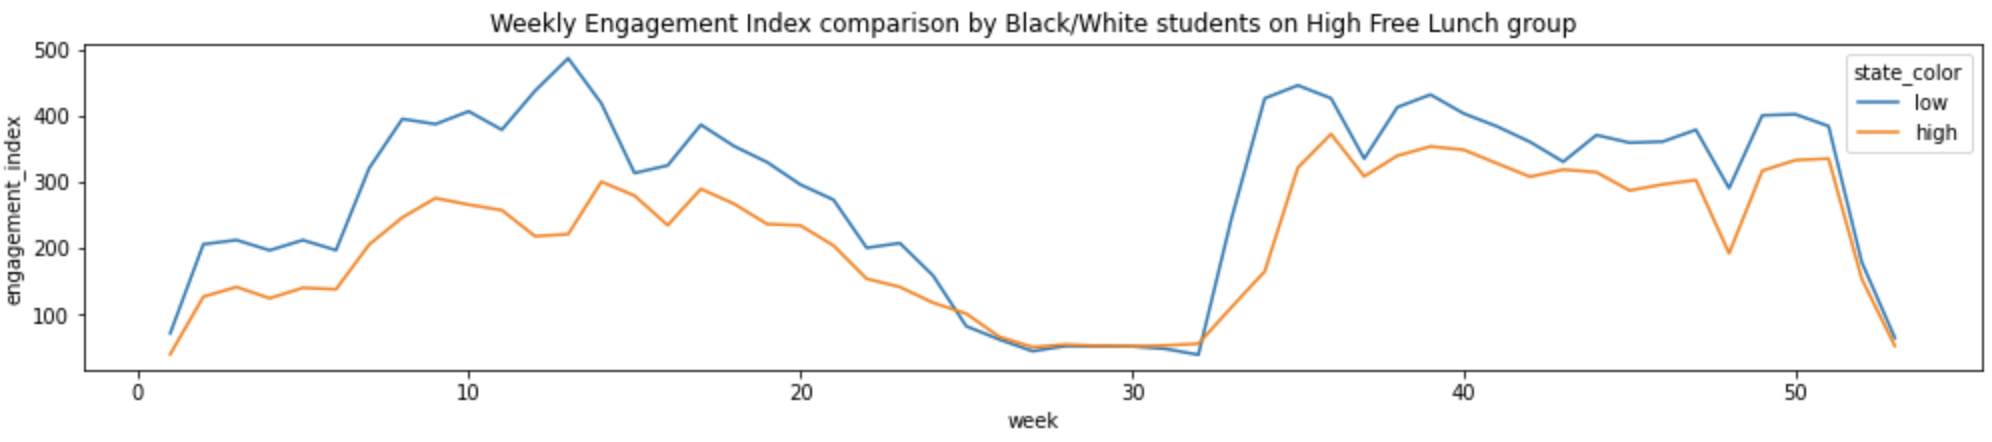 Weekly Engagement Index comparison by Black/White students on High Free Lunch group
500
400
300
200
100
engagement_index
state_color
low
high
0 10 20 30 40 50
week